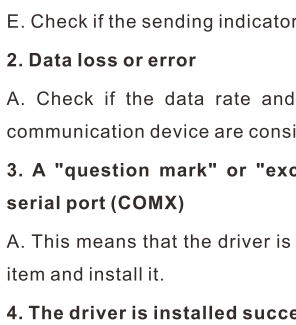 E. Check if the sending indicator
2. Data loss or error
A. Check if the data rate and
communication device are consi
3. A "question mark" or "exc
serial port (COMX)
A. This means that the driver is
item and install it.
4. The driver is installed succe